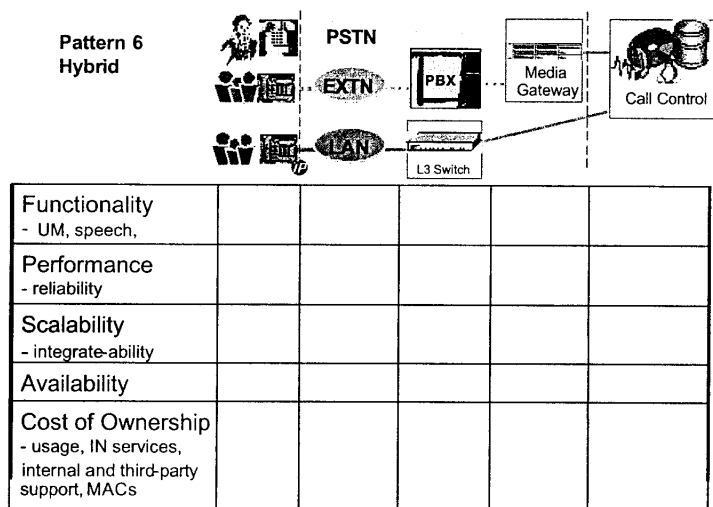 Pattern 6
Hybrid
PSTN
EXTN
PBX
Media
Gateway
Call Control
LAN
IP
L3 Switch
Functionality
- UM, speech,
Performance
- reliability
Scalability
- integrate-ability
Availability
Cost of Ownership
- usage, IN services,
internal and third-party
support, MACs